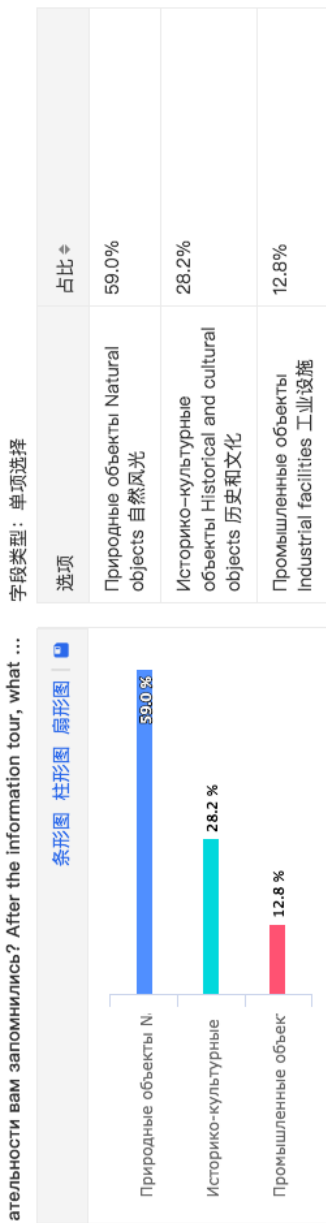 ательности вам запомнились? After the information tour, what ...
字段类型：单项选择
条形图 柱形图 扇形图
Природные объекты N
59.0 %
Историко-культурные
28.2 %
Промышленные объек
12.8 %
选项
占比
Природные объекты Natural
objects 自然风光
59.0%
Историко-культурные
объекты Historical and cultural
objects 历史和文化
28.2%
Промышленные объекты
Industrial facilities 工业设施
12.8%